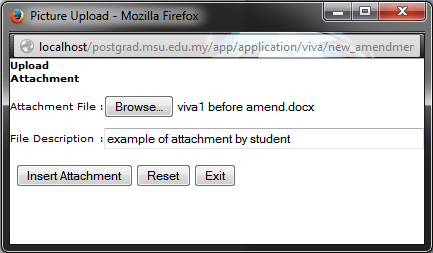 Picture Upload - Mozilla Firefox
localhost/postgrad.msu.edu.my/app/application/viva/new_amendmer
Upload
Attachment
Attachment File : Browse... viva1 before amend.docx
File Description : example of attachment by student
Insert Attachment Reset Exit